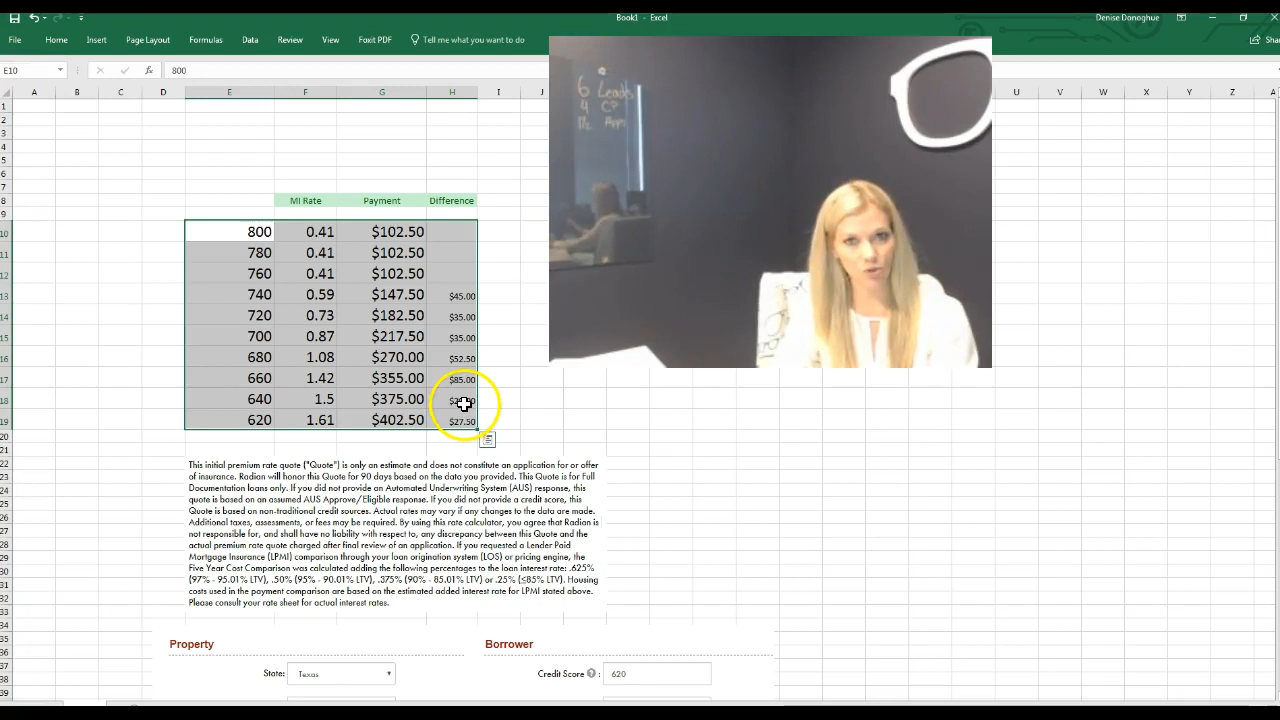 Book1 - Excel
Denise Donoghue
File Home Insert Page Layout Formulas Data Review View Foxit PDF Tell me what you want to do
E10 fx 800
A B C D E F G H I J U V W X Y Z
6 Leads
4 CP
MI Rate Payment Difference
800 0.41 $102.50
780 0.41 $102.50
760 0.41 $102.50
740 0.59 $147.50 $45.00
720 0.73 $182.50 $35.00
700 0.87 $217.50 $35.00
680 1.08 $270.00 $52.50
660 1.42 $355.00 $85.00
640 1.5 $375.00
620 1.61 $402.50 $27.50
This initial premium rate quote ("Quote") is only an estimate and does not constitute an application for or offer
of insurance. Radian will honor this Quote for 90 days based on the data you provided. This Quote is for Full
Documentation loans only. If you did not provide an Automated Underwriting System (AUS) response, this
quote is based on an assumed AUS Approve/Eligible response. If you did not provide a credit score, this
Quote is based on non-traditional credit sources. Actual rates may vary if any changes to the data are made.
Additional taxes, assessments, or fees may be required. By using this rate calculator, you agree that Radian is
not responsible for, and shall have no liability with respect to, any discrepancy between this Quote and the
actual premium rate quote charged after final review of an application. If you requested a Lender Paid
Mortgage Insurance (LPMI) comparison through your loan origination system (LOS) or pricing engine, the
Five Year Cost Comparison was calculated adding the following percentages to the loan interest rate: .625%
(97% - 95.01% LTV), .50% (95% - 90.01% LTV), .375% (90% - 85.01% LTV) or .25% (≤85% LTV). Housing
costs used in the payment comparison are based on the estimated added interest rate for LPMI stated above.
Please consult your rate sheet for actual interest rates.
Property Borrower
State: Texas Credit Score ? : 620